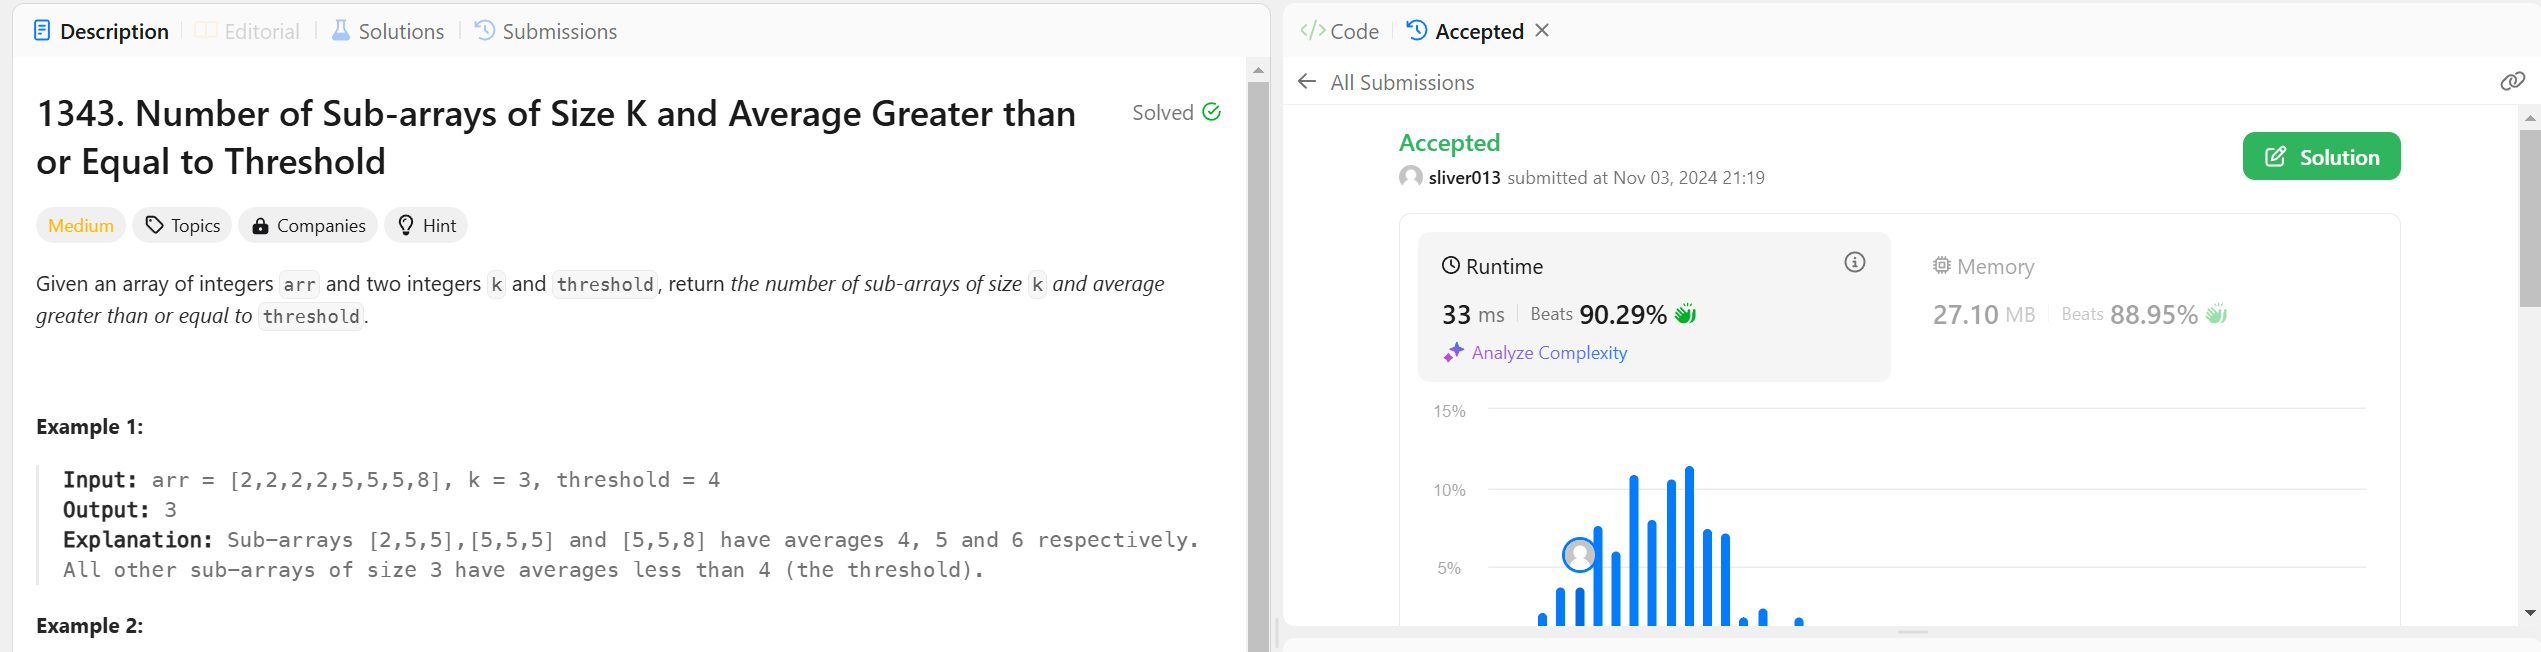 Description Editorial Solutions Submissions
1343. Number of Sub-arrays of Size K and Average Greater than
or Equal to Threshold
Solved
Medium Topics Companies Hint
Given an array of integers arr and two integers k and threshold, return the number of sub-arrays of size k and average
greater than or equal to threshold.
Example 1:
Input: arr = [2,2,2,2,5,5,5,8], k = 3, threshold = 4
Output: 3
Explanation: Sub-arrays [2,5,5],[5,5,5] and [5,5,8] have averages 4, 5 and 6 respectively.
All other sub-arrays of size 3 have averages less than 4 (the threshold).
Example 2:
</> Code Accepted
All Submissions
Accepted
sliver013 submitted at Nov 03, 2024 21:19
Solution
Runtime
33 ms Beats 90.29%
Analyze Complexity
Memory
27.10 MB Beats 88.95%
15%
10%
5%